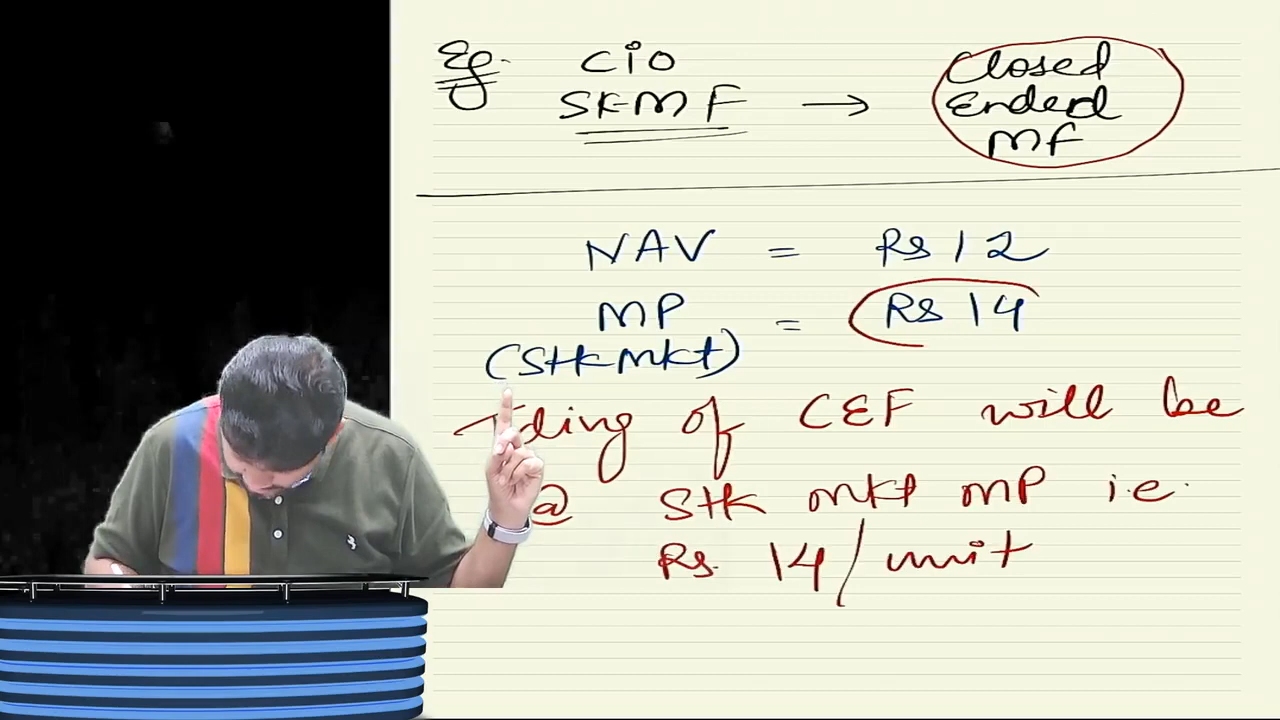 Eg. CiO
SKMF → Closed Ended MF
NAV = Rs 12
MP = Rs 14
(Stk Mkt)
of CEF will be
@ Stk mkt MP i.e.
Rs. 14/unit